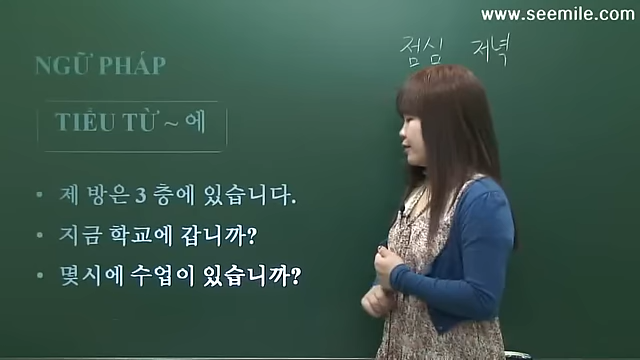 www.seemile.com
점심 저녁
NGỮ PHÁP
TIỂU TỪ ~ 에
• 제 방은 3 층에 있습니다.
• 지금 학교에 갑니까?
• 몇시에 수업이 있습니까?